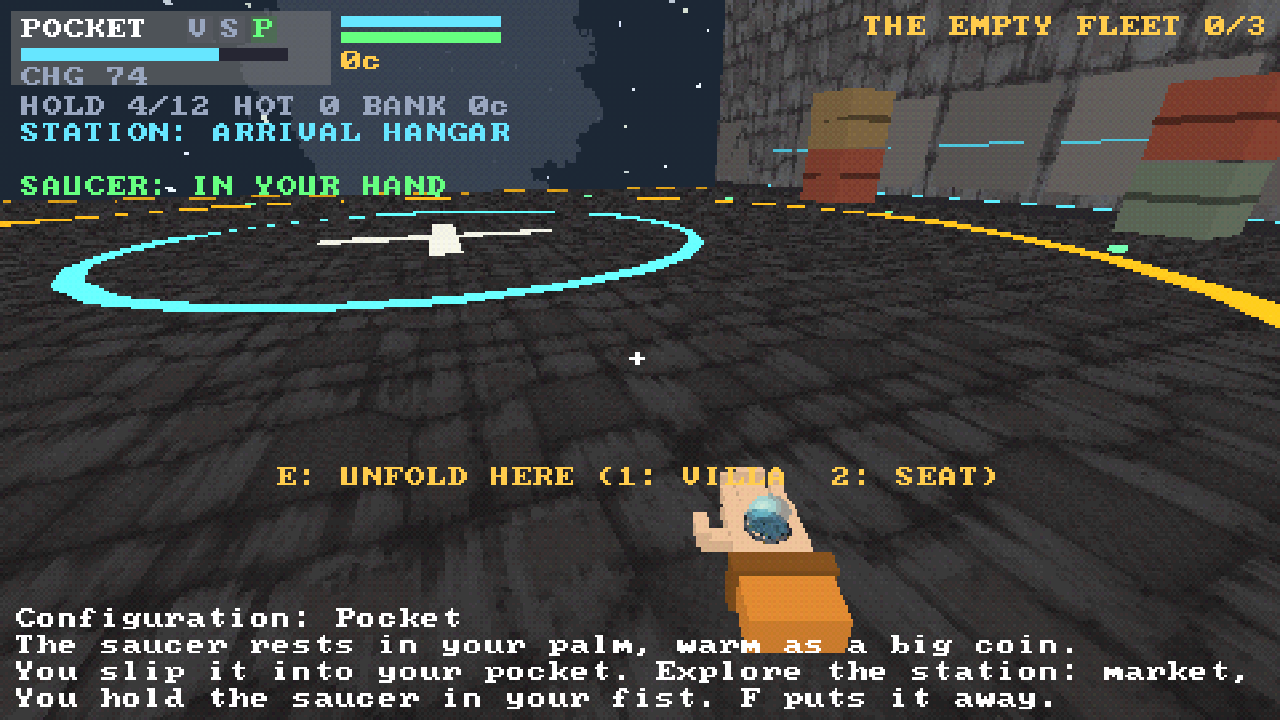 POCKET V S P
0c
THE EMPTY FLEET 0/3
CHG 74
HOLD 4/12 HOT 0 BANK 0c
STATION: ARRIVAL HANGAR
SAUCER: IN YOUR HAND
E: UNFOLD HERE (1: VILLA 2: SEAT)
Configuration: Pocket
The saucer rests in your palm, warm as a big coin.
You slip it into your pocket. Explore the station: market,
You hold the saucer in your fist. F puts it away.